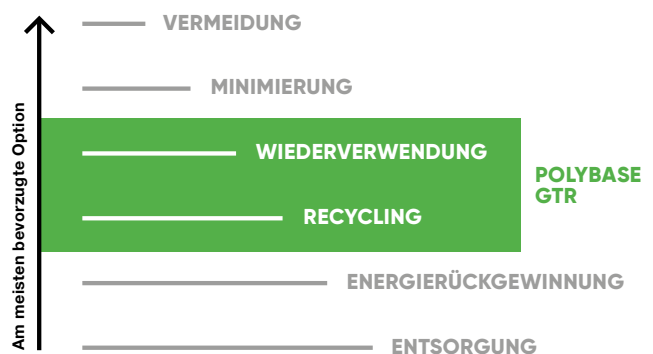 VERMEIDUNG
MINIMIERUNG
WIEDERVERWENDUNG
RECYCLING
ENERGIERÜCKGEWINNUNG
ENTSORGUNG
POLYBASE
GTR
Am meisten bevorzugte Option